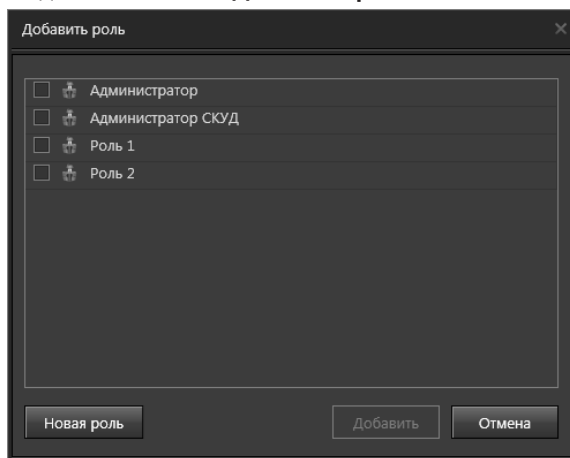 Добавить роль
Администратор
Администратор СКУД
Роль 1
Роль 2
Новая роль
Добавить
Отмена